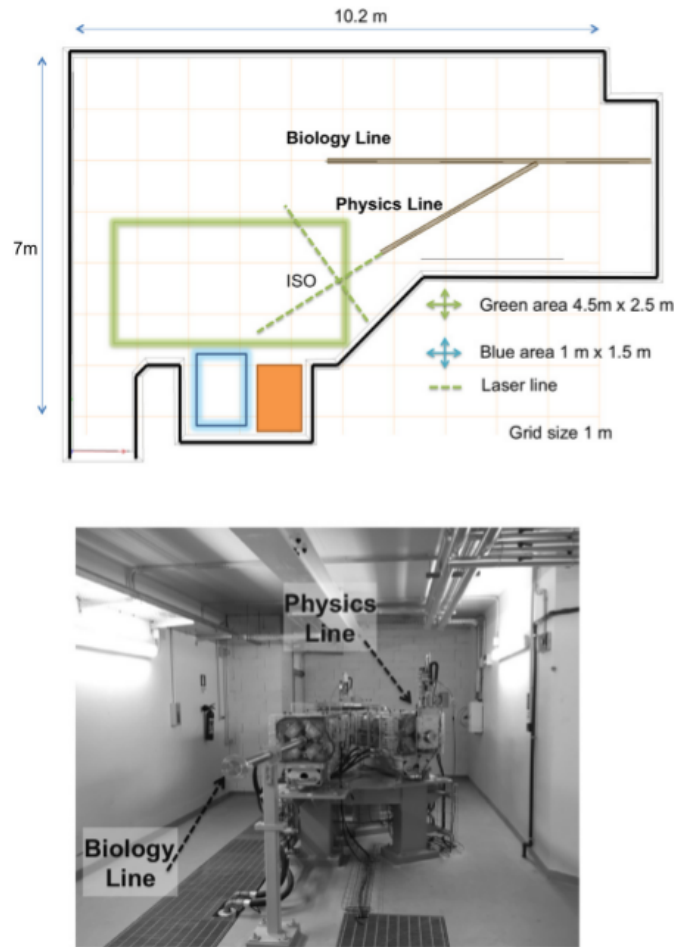 10.2 m
Biology Line
Physics Line
7m
ISO
Green area 4.5m x 2.5 m
Blue area 1 m x 1.5 m
Laser line
Grid size 1 m
Physics
Line
Biology
Line